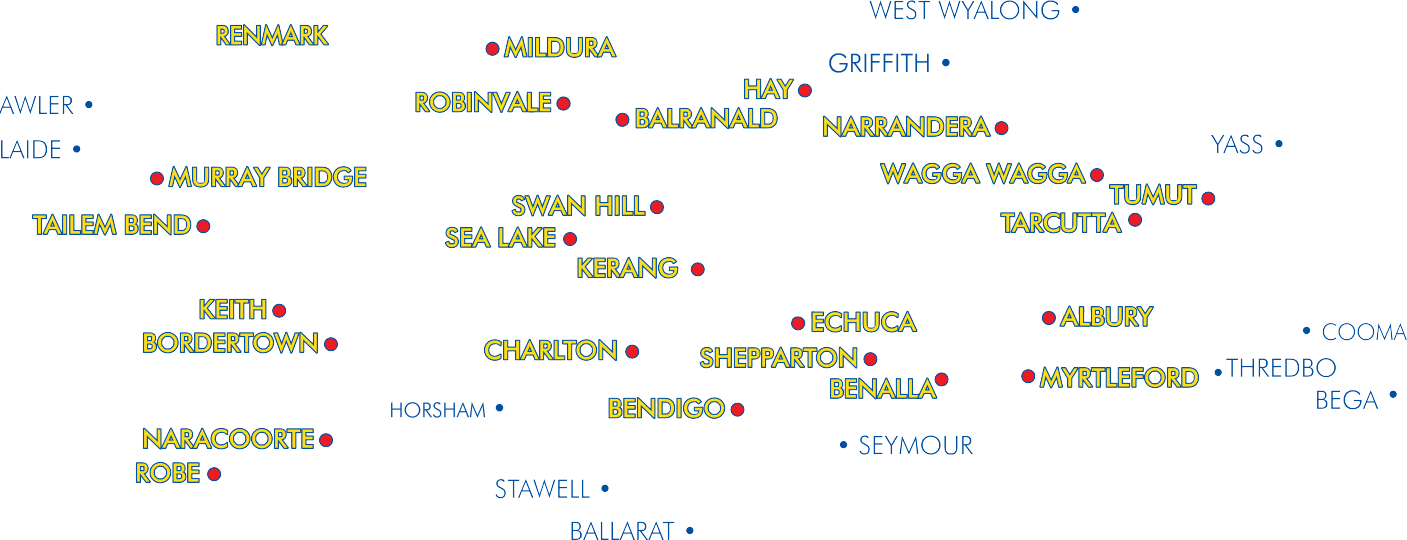 WEST WYALONG
RENMARK
MILDURA
GRIFFITH
HAY
AWLER
ROBINVALE
BALRANALD
NARRANDERA
YASS
LAIDE
MURRAY BRIDGE
WAGGA WAGGA
TUMUT
SWAN HILL
TAILEM BEND
TARCUTTA
SEA LAKE
KERANG
KEITH
ECHUCA
ALBURY
COOMA
BORDERTOWN
CHARLTON
SHEPPARTON
THREDBO
MYRTLEFORD
BENALLA
BEGA
HORSHAM
BENDIGO
NARACOORTE
SEYMOUR
ROBE
STAWELL
BALLARAT